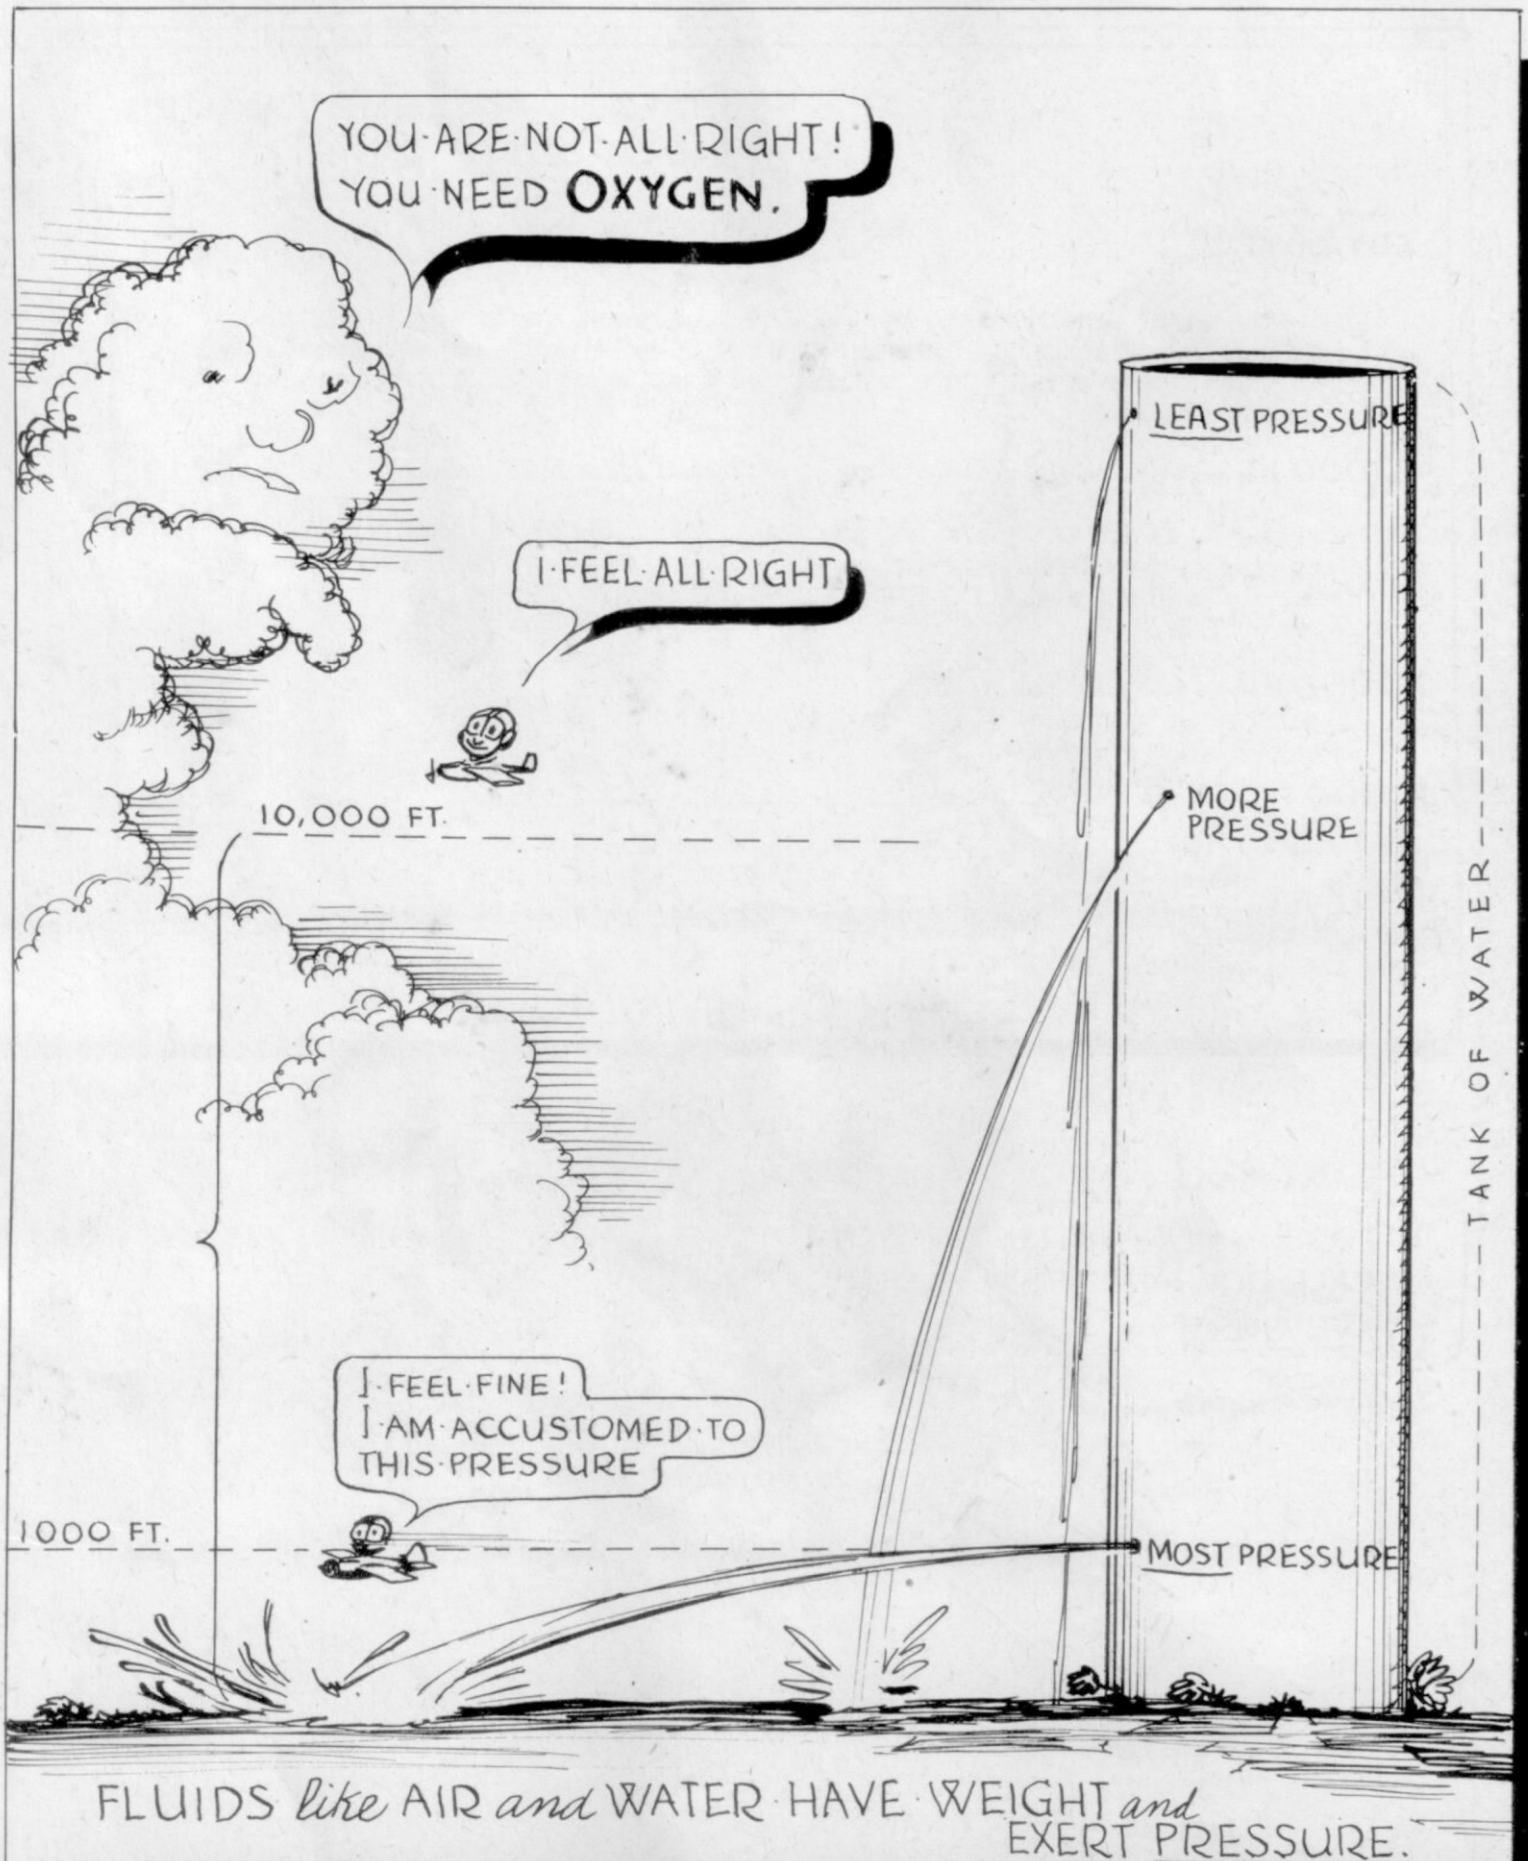 YOU·ARE·NOT·ALL·RIGHT!
YOU·NEED OXYGEN.
LEAST PRESSURE
I·FEEL·ALL·RIGHT
10,000 FT.
MORE
PRESSURE
TANK OF WATER
I·FEEL·FINE!
I·AM·ACCUSTOMED·TO
THIS·PRESSURE
1000 FT.
MOST PRESSURE
FLUIDS like AIR and WATER·HAVE·WEIGHT and
EXERT PRESSURE.